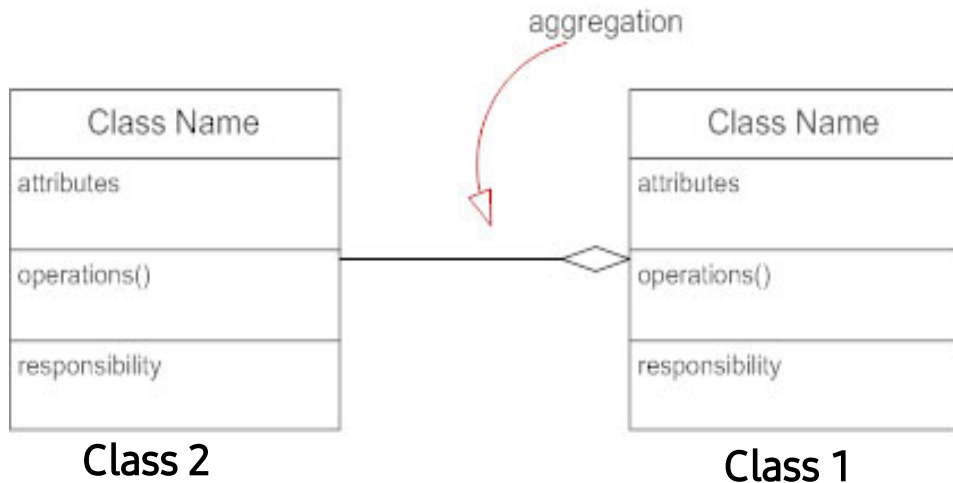 aggregation
Class Name
attributes
operations()
responsibility
Class 2
Class Name
attributes
operations()
responsibility
Class 1